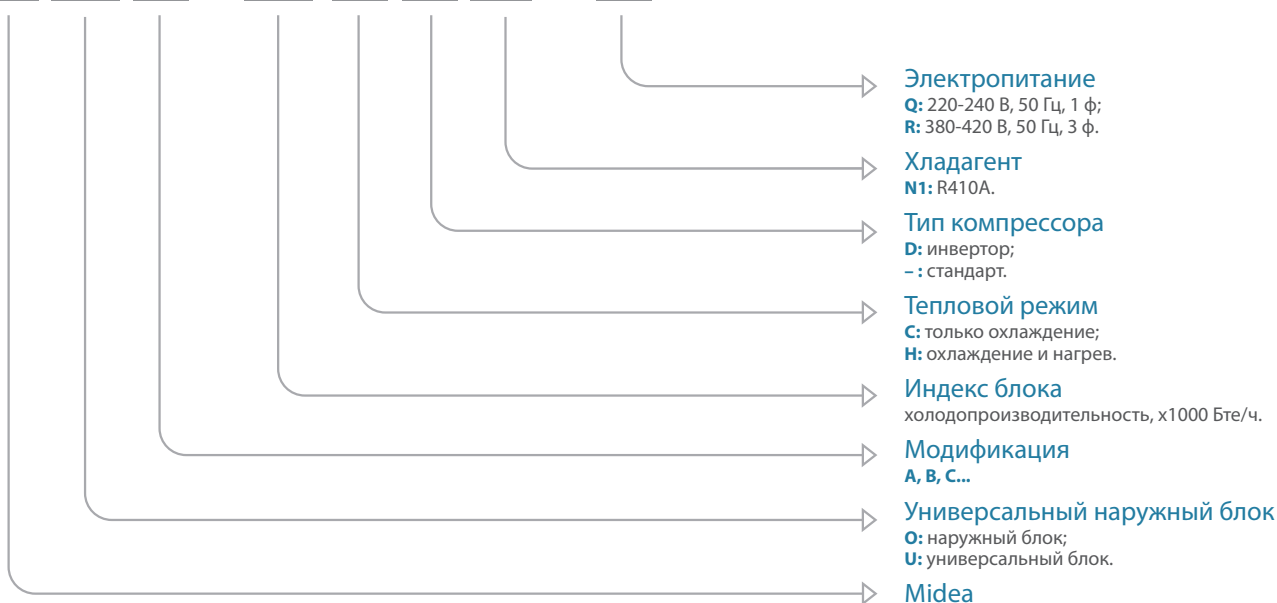 Электропитание
Q: 220-240 В, 50 Гц, 1 ф;
R: 380-420 В, 50 Гц, 3 ф.
Хладагент
N1: R410A.
Тип компрессора
D: инвертор;
– : стандарт.
Тепловой режим
C: только охлаждение;
H: охлаждение и нагрев.
Индекс блока
холодопроизводительность, х1000 Бте/ч.
Модификация
A, B, C...
Универсальный наружный блок
O: наружный блок;
U: универсальный блок.
Midea